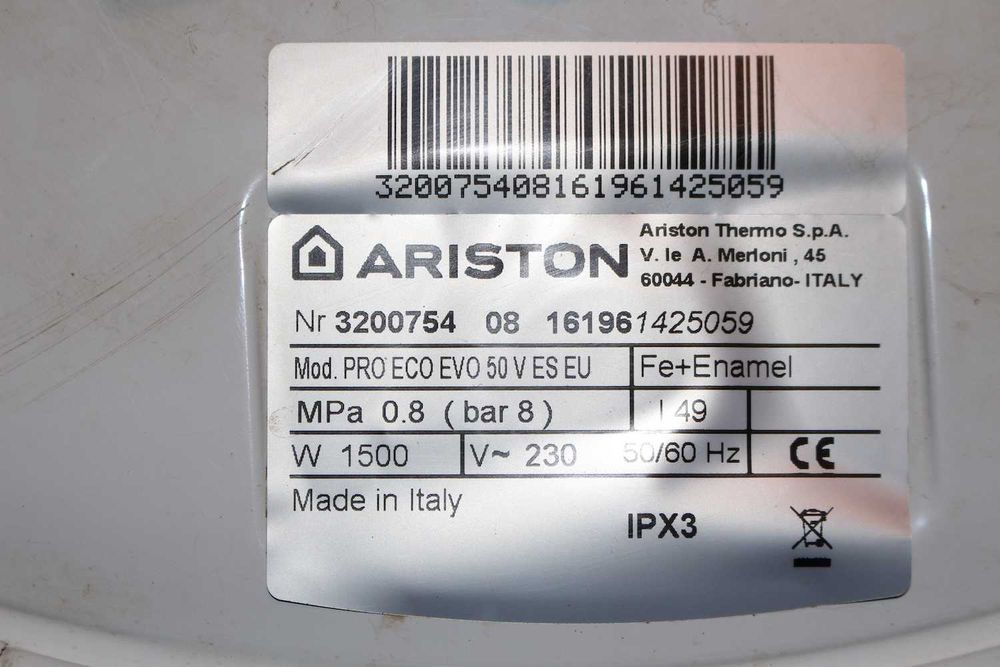 320075408161961425059
ARISTON
Ariston Thermo S.p.A.
V. le A. Merloni , 45
60044 - Fabriano- ITALY
Nr 3200754 08 161961425059
Mod. PRO ECO EVO 50 V ES EU Fe+Enamel
MPa 0.8 ( bar 8 ) l 49
W 1500 V~ 230 50/60 Hz CE
Made in Italy
IPX3